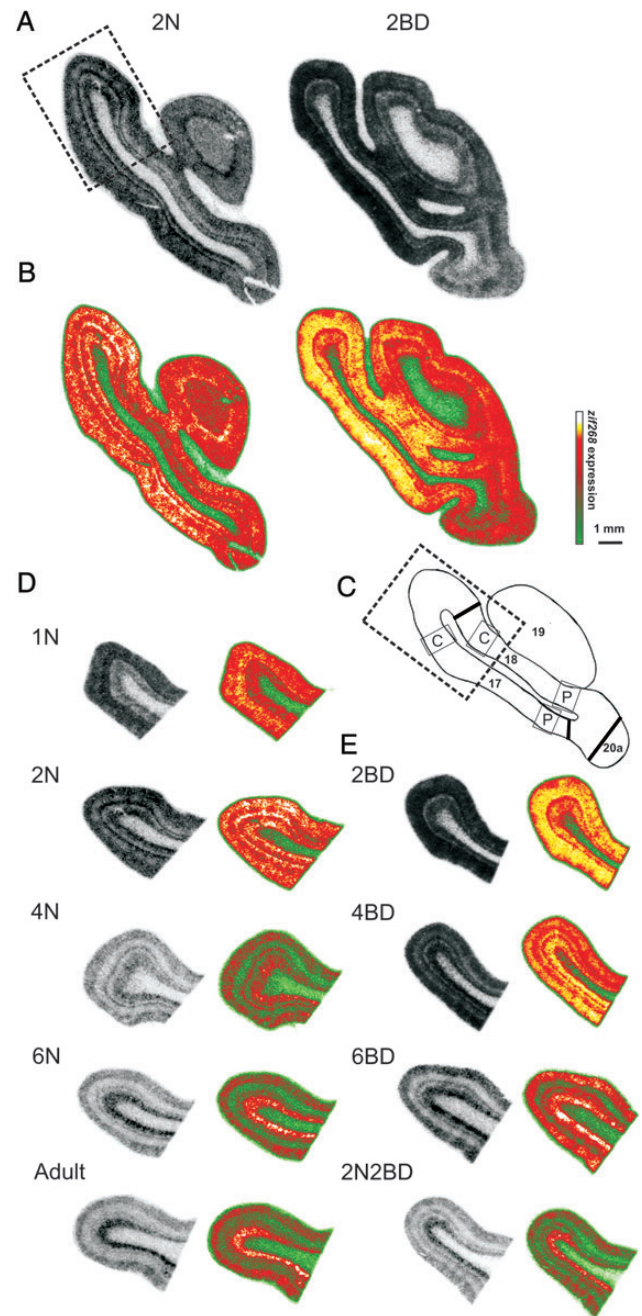 A
2N
2BD
B
zif268 expression
1 mm
C
C
C
19
18
17
P
P
20a
D
1N
2N
4N
6N
Adult
E
2BD
4BD
6BD
2N2BD